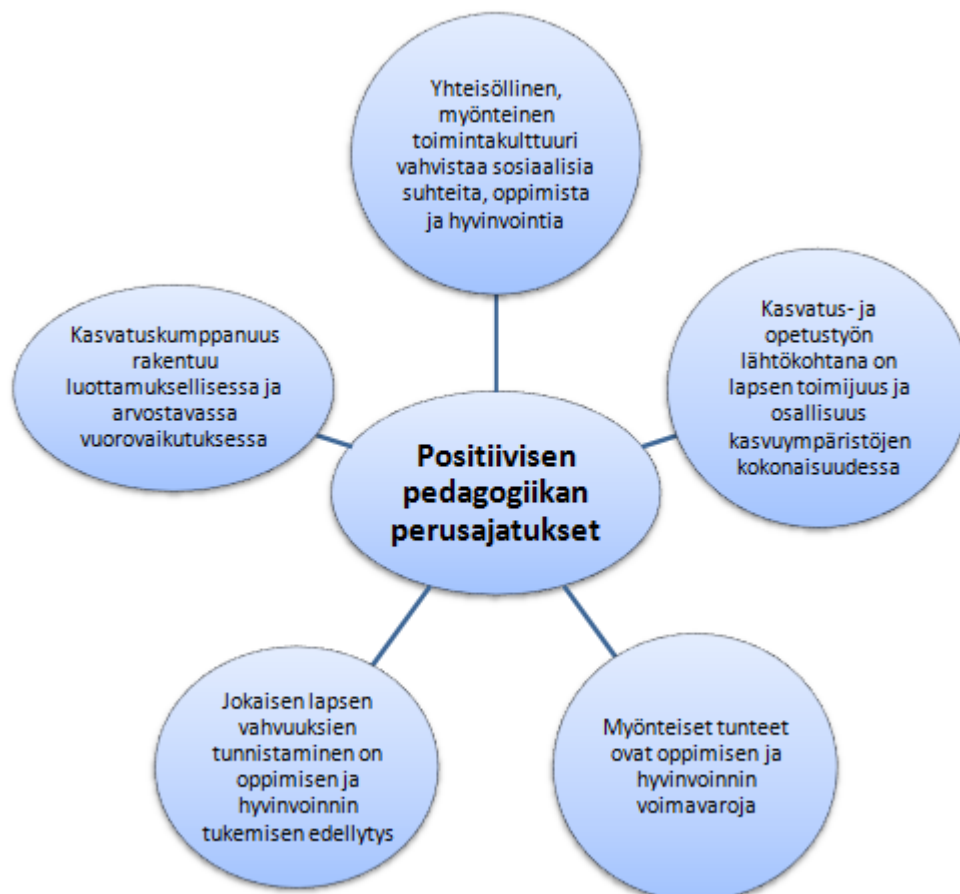 Yhteisöllinen,
myönteinen
toimintakulttuuri
vahvistaa sosiaalisia
suhteita, oppimista
ja hyvinvointia
Kasvatus- ja
opetustyön
lähtökohtana on
lapsen toimijuus ja
osallisuus
kasvuympäristöjen
kokonaisuudessa
Kasvatuskumppanuus
rakentuu
luottamuksellisessa ja
arvostavassa
vuorovaikutuksessa
Positiivisen
pedagogiikan
perusajatukset
Jokaisen lapsen
vahvuuksien
tunnistaminen on
oppimisen ja
hyvinvoinnin
tukemisen edellytys
Myönteiset tunteet
ovat oppimisen ja
hyvinvoinnin
voimavaroja